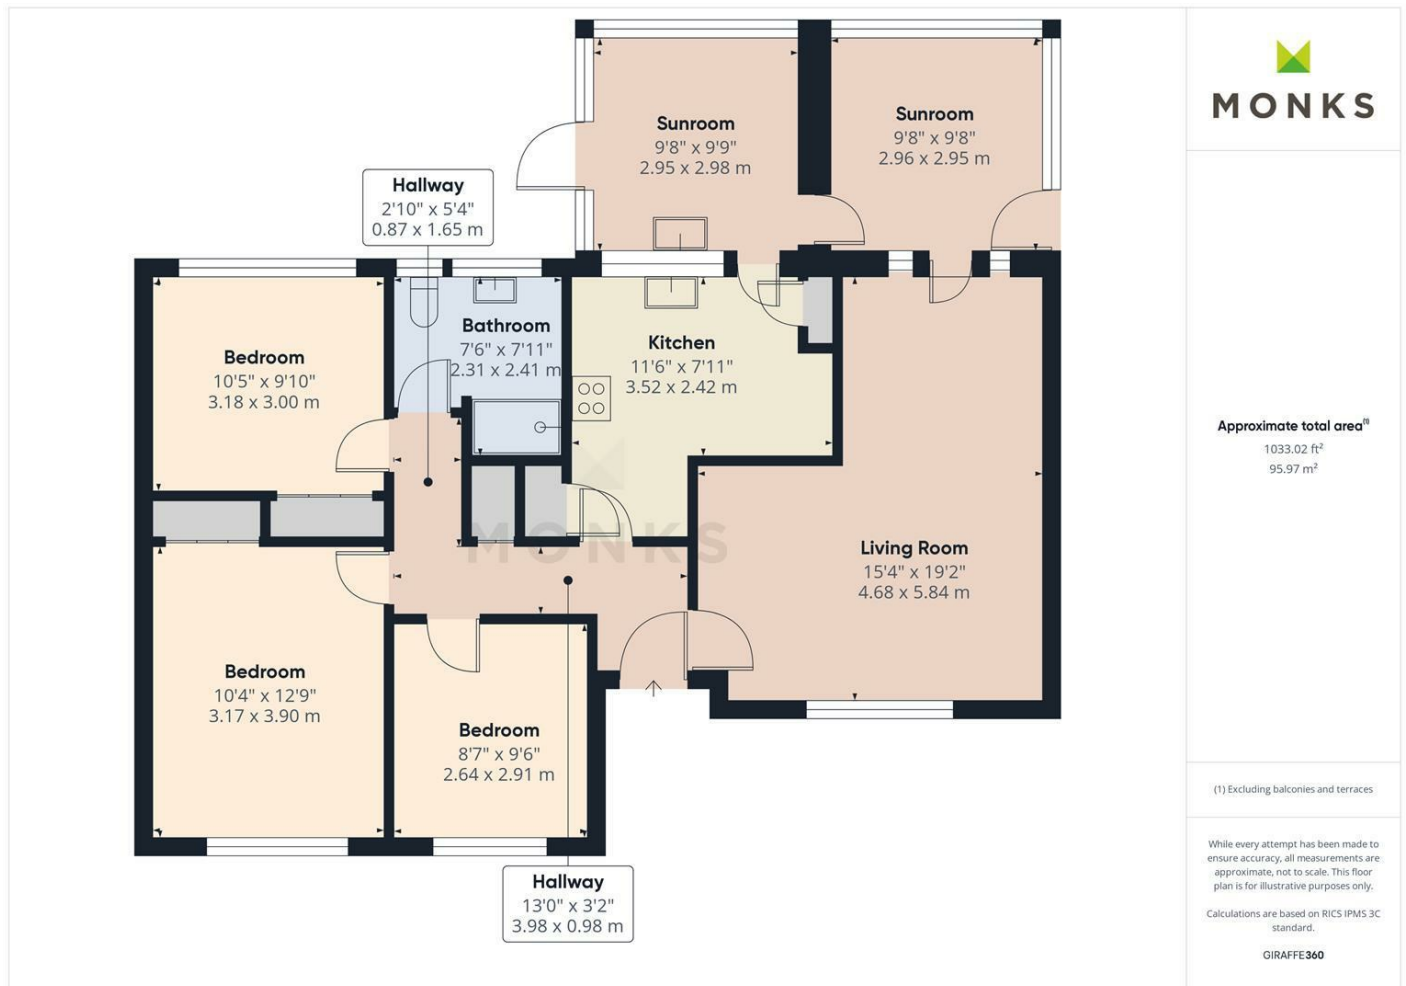 Sunroom
9'8" x 9'9"
2.95 x 2.98 m
Sunroom
9'8" x 9'8"
2.96 x 2.95 m
Hallway
2'10" x 5'4"
0.87 x 1.65 m
Bedroom
10'5" x 9'10"
3.18 x 3.00 m
Bathroom
7'6" x 7'11"
2.31 x 2.41 m
Kitchen
11'6" x 7'11"
3.52 x 2.42 m
MONKS
Living Room
15'4" x 19'2"
4.68 x 5.84 m
Bedroom
10'4" x 12'9"
3.17 x 3.90 m
Bedroom
8'7" x 9'6"
2.64 x 2.91 m
Hallway
13'0" x 3'2"
3.98 x 0.98 m
MONKS
Approximate total area(1)
1033.02 ft²
95.97 m²
(1) Excluding balconies and terraces
While every attempt has been made to
ensure accuracy, all measurements are
approximate, not to scale. This floor
plan is for illustrative purposes only.
Calculations are based on RICS IPMS 3C
standard.
GIRAFFE360